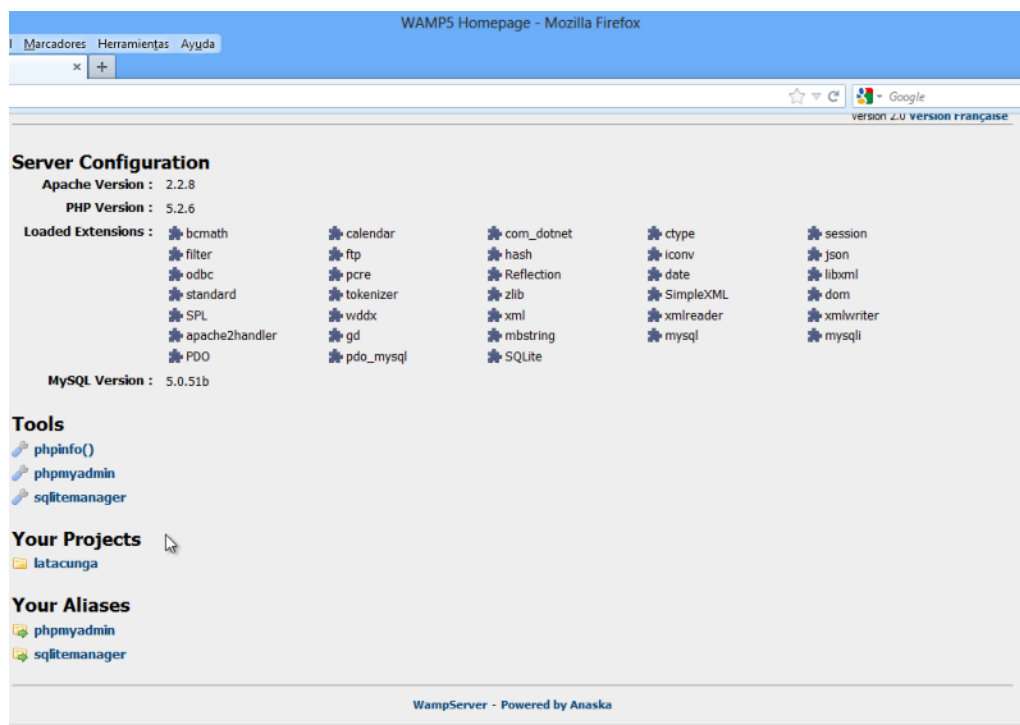 WAMP5 Homepage - Mozilla Firefox
l Marcadores Herramientas Ayuda
× +
Google
version 2.0 Version Française
Server Configuration
Apache Version : 2.2.8
PHP Version : 5.2.6
Loaded Extensions : bcmath calendar com_dotnet ctype session
filter ftp hash iconv json
odbc pcre Reflection date libxml
standard tokenizer zlib SimpleXML dom
SPL wddx xml xmlreader xmlwriter
apache2handler gd mbstring mysql mysqli
PDO pdo_mysql SQLite
MySQL Version : 5.0.51b
Tools
phpinfo()
phpmyadmin
sqlitemanager
Your Projects
latacunga
Your Aliases
phpmyadmin
sqlitemanager
WampServer - Powered by Anaska